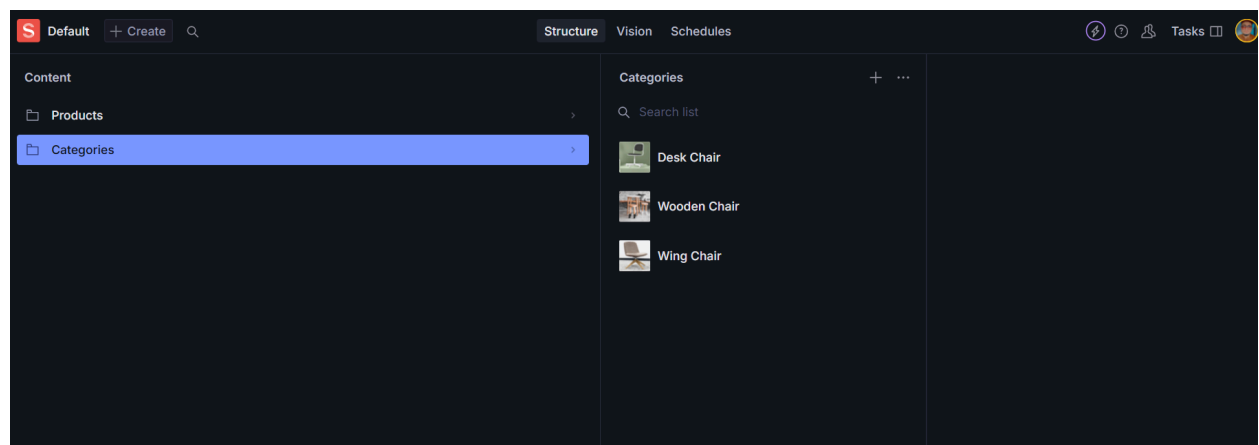 S Default + Create Structure Vision Schedules Tasks
Content
Products
Categories
Categories
Search list
Desk Chair
Wooden Chair
Wing Chair